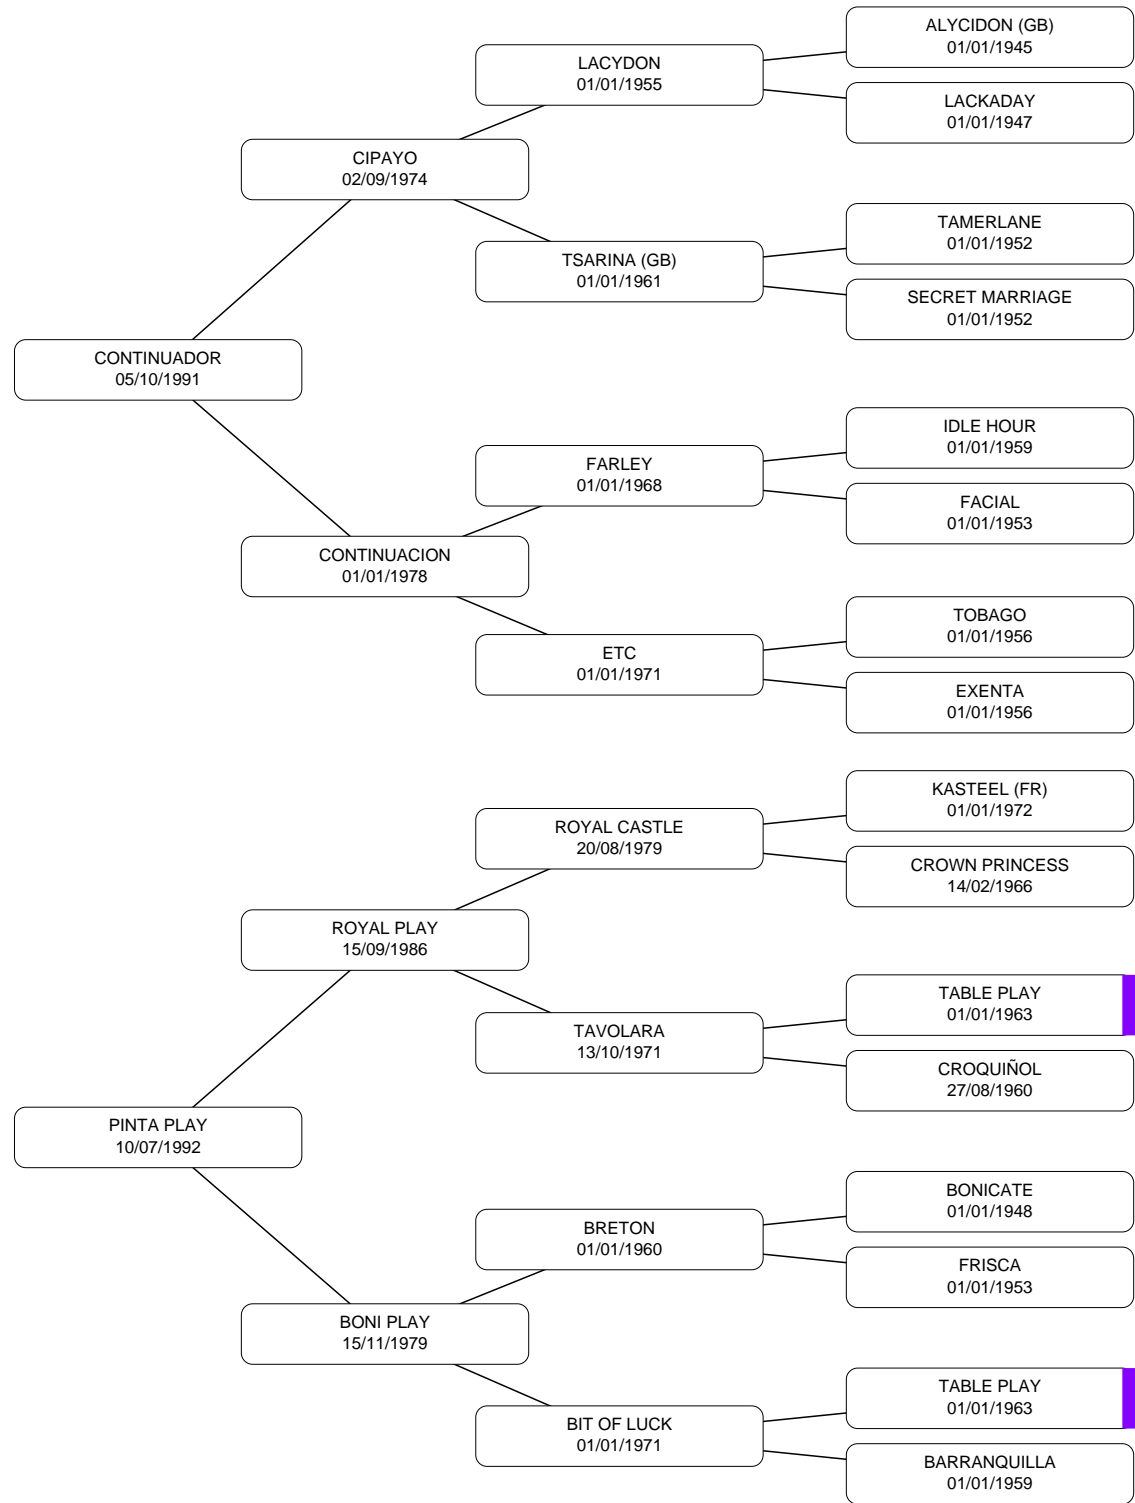 ALYCIDON (GB)
01/01/1945
LACYDON
01/01/1955
LACKADAY
01/01/1947
CIPAYO
02/09/1974
TAMERLANE
01/01/1952
TSARINA (GB)
01/01/1961
SECRET MARRIAGE
01/01/1952
CONTINUADOR
05/10/1991
IDLE HOUR
01/01/1959
FARLEY
01/01/1968
FACIAL
01/01/1953
CONTINUACION
01/01/1978
TOBAGO
01/01/1956
ETC
01/01/1971
EXENTA
01/01/1956
KASTEEL (FR)
01/01/1972
ROYAL CASTLE
20/08/1979
CROWN PRINCESS
14/02/1966
ROYAL PLAY
15/09/1986
TABLE PLAY
01/01/1963
TAVOLARA
13/10/1971
CROQUIÑOL
27/08/1960
PINTA PLAY
10/07/1992
BONICATE
01/01/1948
BRETON
01/01/1960
FRISCA
01/01/1953
BONI PLAY
15/11/1979
TABLE PLAY
01/01/1963
BIT OF LUCK
01/01/1971
BARRANQUILLA
01/01/1959